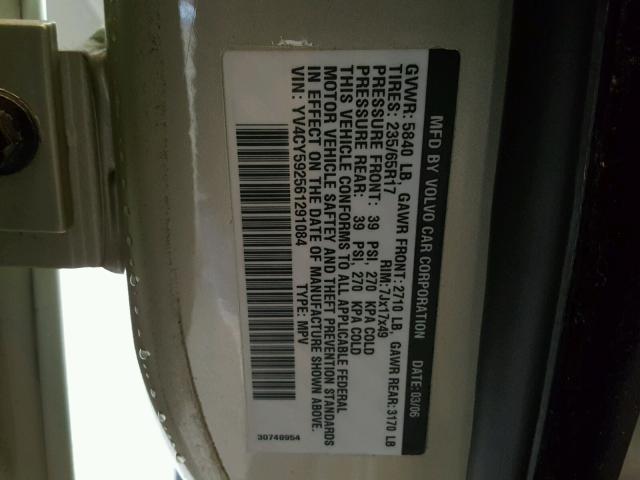 MFD BY VOLVO CAR CORPORATION DATE: 03/06
GVWR: 5840 LB, GAWR FRONT: 2710 LB, GAWR REAR: 3170 LB
TIRES: 235/65R17 RIM: 7Jx17x49
PRESSURE FRONT: 39 PSI, 270 KPA COLD
PRESSURE REAR: 39 PSI, 270 KPA COLD
THIS VEHICLE CONFORMS TO ALL APPLICABLE FEDERAL
MOTOR VEHICLE SAFTEY AND THEFT PREVENTION STANDARDS
IN EFFECT ON THE DATE OF MANUFACTURE SHOWN ABOVE.
VIN: YV4CY592561291084 TYPE: MPV
30740954